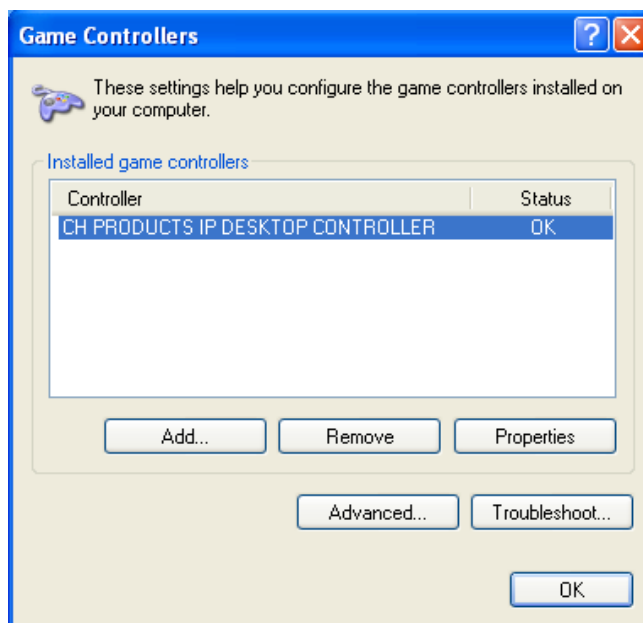 Game Controllers
These settings help you configure the game controllers installed on
your computer.
Installed game controllers
Controller Status
CH PRODUCTS IP DESKTOP CONTROLLER OK
Add... Remove Properties
Advanced... Troubleshoot...
OK